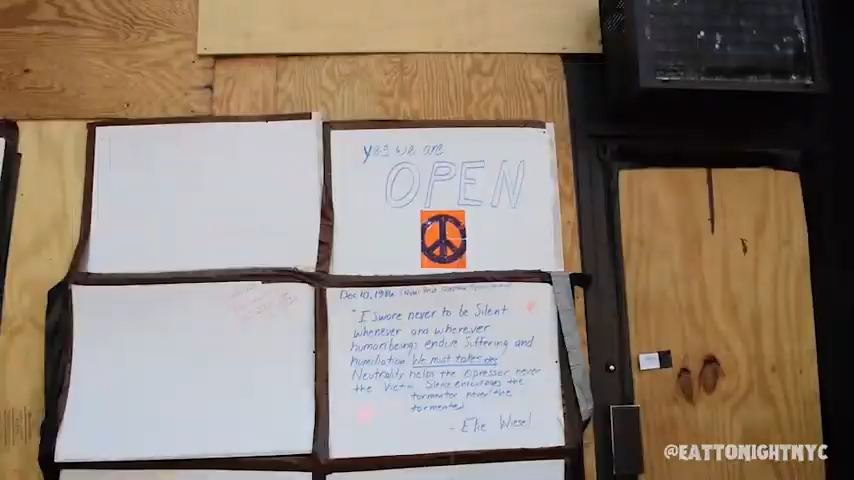 yes we are
OPEN
Dec 10, 1986
"I swore never to be Silent
whenever and wherever
human beings endure Suffering and
humiliation We must take
Neutrality helps the oppressor never
the Victim Silence encourages the
tormentor never the
tormented
- Elie Wiesel
@EATTONIGHTNYC